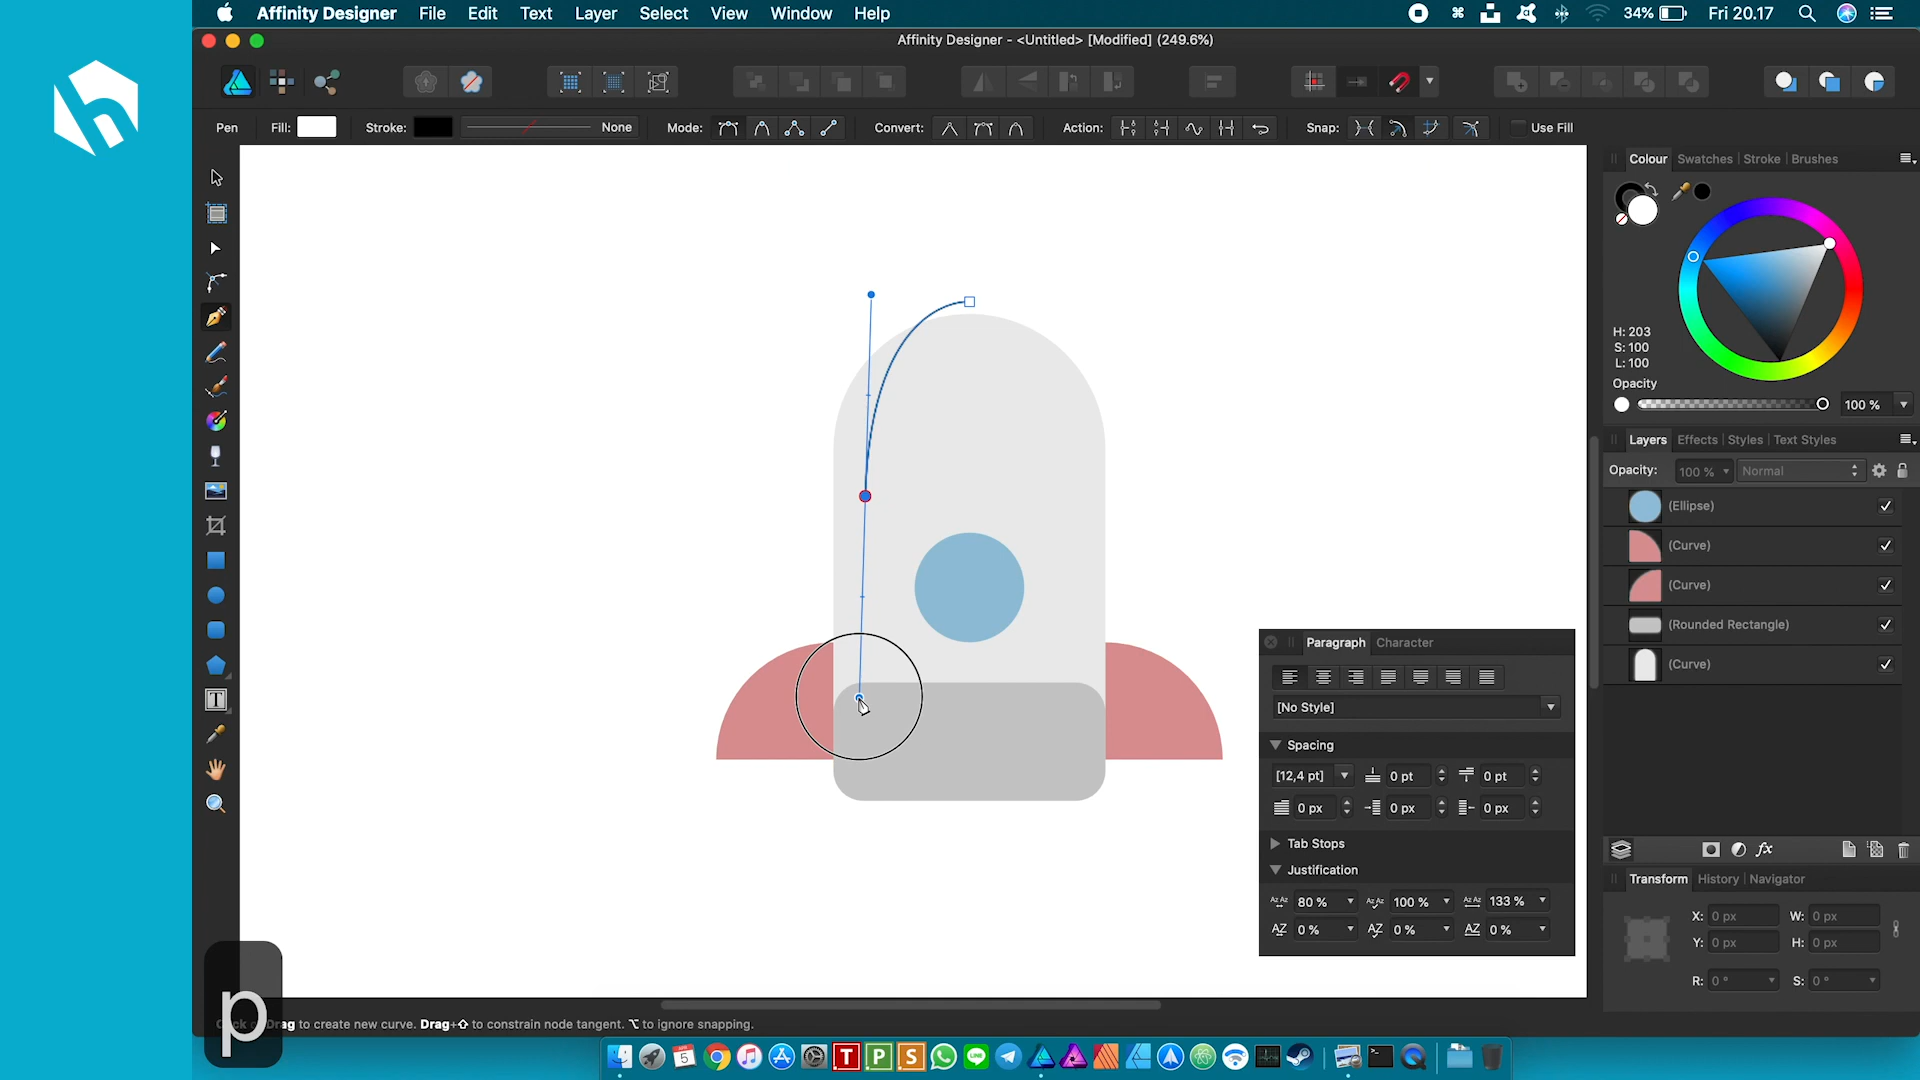 Affinity Designer File Edit Text Layer Select View Window Help 34% Fri 20.17
Affinity Designer - <Untitled> [Modified] (249.6%)
Pen Fill: Stroke: None Mode: Convert: Action: Snap: Use Fill
Colour Swatches Stroke Brushes
H: 203
S: 100
L: 100
Opacity
100 %
Layers Effects Styles Text Styles
Opacity: 100 % Normal
(Ellipse)
(Curve)
(Curve)
(Rounded Rectangle)
(Curve)
Paragraph Character
[No Style]
Spacing
[12,4 pt] 0 pt 0 pt
0 px 0 px 0 px
Tab Stops
Justification
80 % 100 % 133 %
0 % 0 % 0 %
Transform History Navigator
X: 0 px W: 0 px
Y: 0 px H: 0 px
R: 0 ° S: 0 °
p
Drag to create new curve. Drag+⇧ to constrain node tangent. ⌥ to ignore snapping.
5 T P S